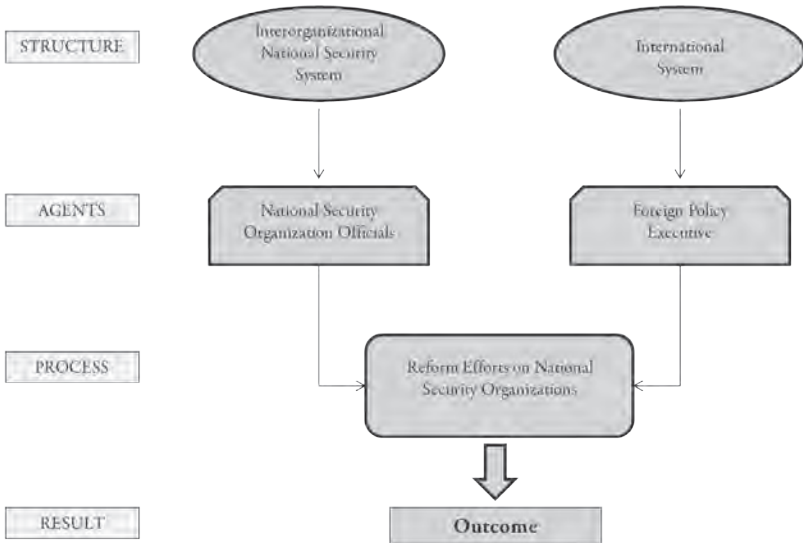 STRUCTURE
Interorganizational
National Security
System
International
System
AGENTS
National Security
Organization Officials
Foreign Policy
Executive
PROCESS
Reform Efforts on National
Security Organizations
RESULT
Outcome